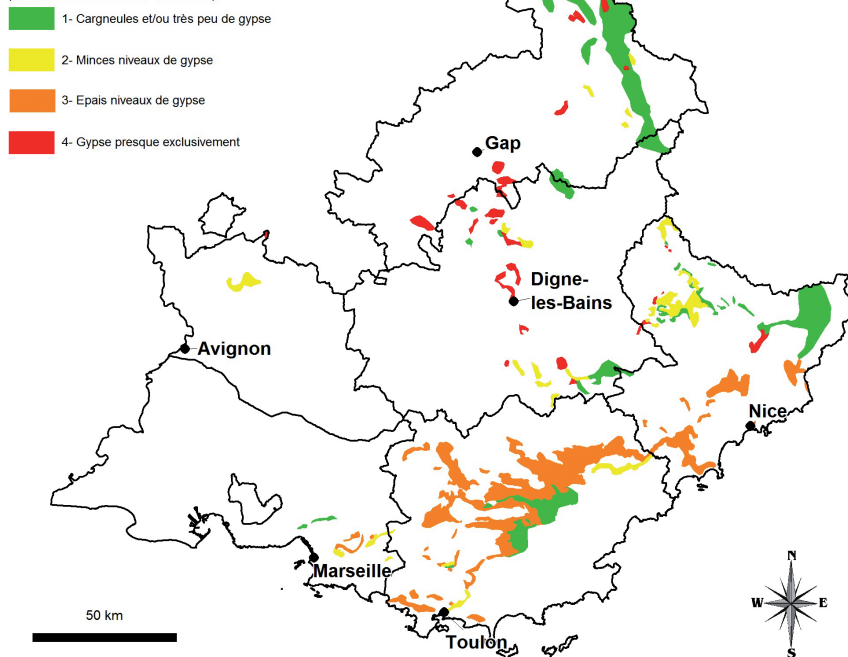 1- Cargneules et/ou très peu de gypse
2- Minces niveaux de gypse
3- Epais niveaux de gypse
4- Gypse presque exclusivement
Gap
Digne-
les-Bains
Avignon
Nice
Marseille
Toulon
50 km
N
W
E
S